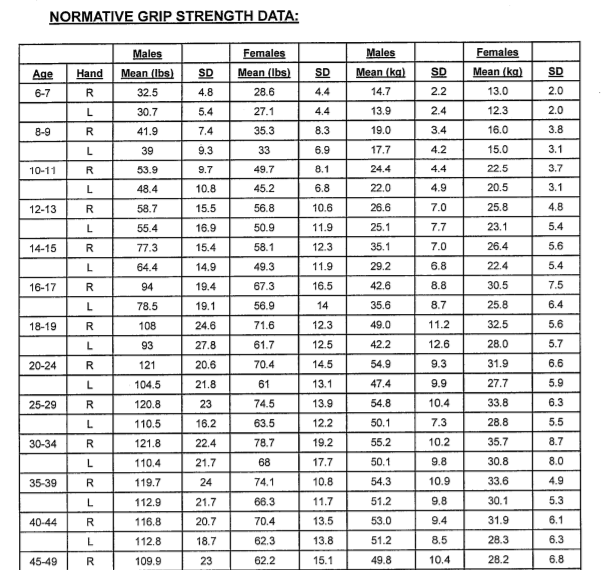 NORMATIVE GRIP STRENGTH DATA:
Males Females Males Females
Age Hand Mean (lbs) SD Mean (lbs) SD Mean (kg) SD Mean (kg) SD
6-7 R 32.5 4.8 28.6 4.4 14.7 2.2 13.0 2.0
L 30.7 5.4 27.1 4.4 13.9 2.4 12.3 2.0
8-9 R 41.9 7.4 35.3 8.3 19.0 3.4 16.0 3.8
L 39 9.3 33 6.9 17.7 4.2 15.0 3.1
10-11 R 53.9 9.7 49.7 8.1 24.4 4.4 22.5 3.7
L 48.4 10.8 45.2 6.8 22.0 4.9 20.5 3.1
12-13 R 58.7 15.5 56.8 10.6 26.6 7.0 25.8 4.8
L 55.4 16.9 50.9 11.9 25.1 7.7 23.1 5.4
14-15 R 77.3 15.4 58.1 12.3 35.1 7.0 26.4 5.6
L 64.4 14.9 49.3 11.9 29.2 6.8 22.4 5.4
16-17 R 94 19.4 67.3 16.5 42.6 8.8 30.5 7.5
L 78.5 19.1 56.9 14 35.6 8.7 25.8 6.4
18-19 R 108 24.6 71.6 12.3 49.0 11.2 32.5 5.6
L 93 27.8 61.7 12.5 42.2 12.6 28.0 5.7
20-24 R 121 20.6 70.4 14.5 54.9 9.3 31.9 6.6
L 104.5 21.8 61 13.1 47.4 9.9 27.7 5.9
25-29 R 120.8 23 74.5 13.9 54.8 10.4 33.8 6.3
L 110.5 16.2 63.5 12.2 50.1 7.3 28.8 5.5
30-34 R 121.8 22.4 78.7 19.2 55.2 10.2 35.7 8.7
L 110.4 21.7 68 17.7 50.1 9.8 30.8 8.0
35-39 R 119.7 24 74.1 10.8 54.3 10.9 33.6 4.9
L 112.9 21.7 66.3 11.7 51.2 9.8 30.1 5.3
40-44 R 116.8 20.7 70.4 13.5 53.0 9.4 31.9 6.1
L 112.8 18.7 62.3 13.8 51.2 8.5 28.3 6.3
45-49 R 109.9 23 62.2 15.1 49.8 10.4 28.2 6.8